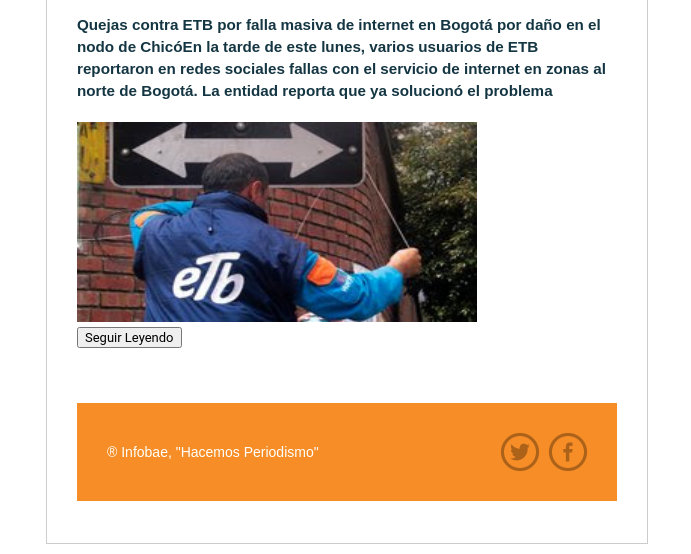 Quejas contra ETB por falla masiva de internet en Bogotá por daño en el
nodo de ChicóEn la tarde de este lunes, varios usuarios de ETB
reportaron en redes sociales fallas con el servicio de internet en zonas al
norte de Bogotá. La entidad reporta que ya solucionó el problema
eTb
Seguir Leyendo
® Infobae, "Hacemos Periodismo"